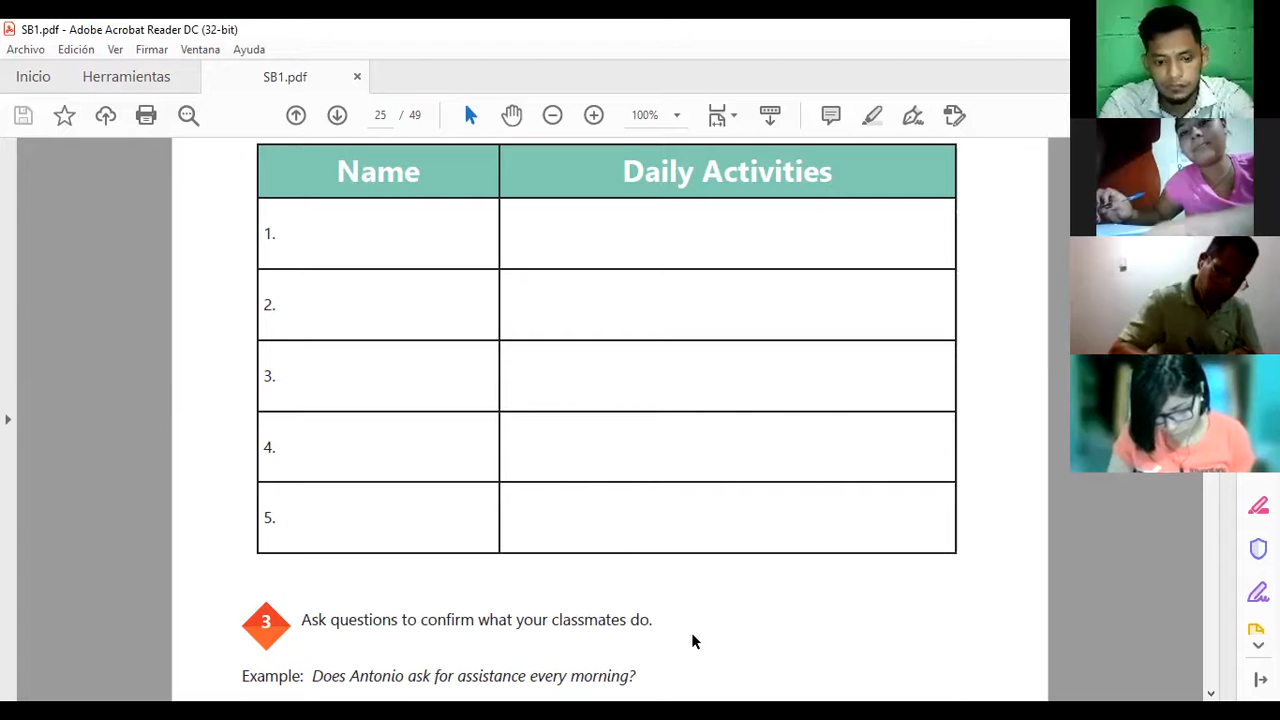 SB1.pdf - Adobe Acrobat Reader DC (32-bit)
Archivo Edición Ver Firmar Ventana Ayuda
Inicio Herramientas SB1.pdf ×
25 / 49 100%
Name Daily Activities
1.
2.
3.
4.
5.
3 Ask questions to confirm what your classmates do.
Example: Does Antonio ask for assistance every morning?